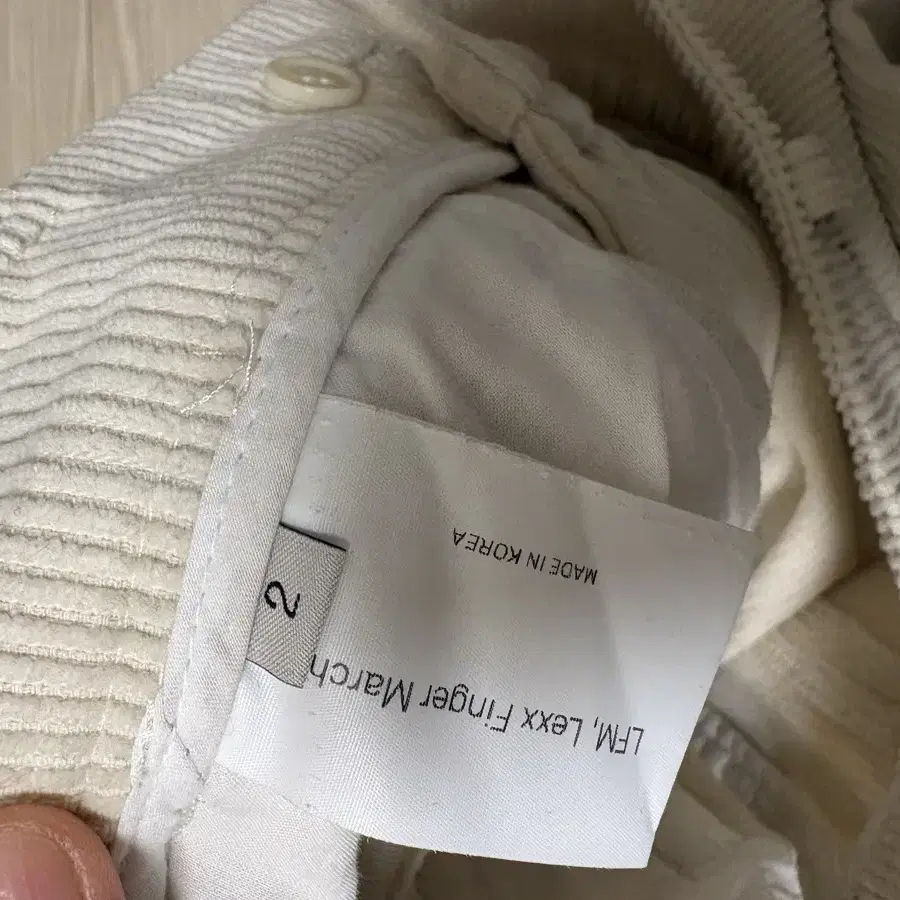 LFM, Lexx Finger March
MADE IN KOREA
2